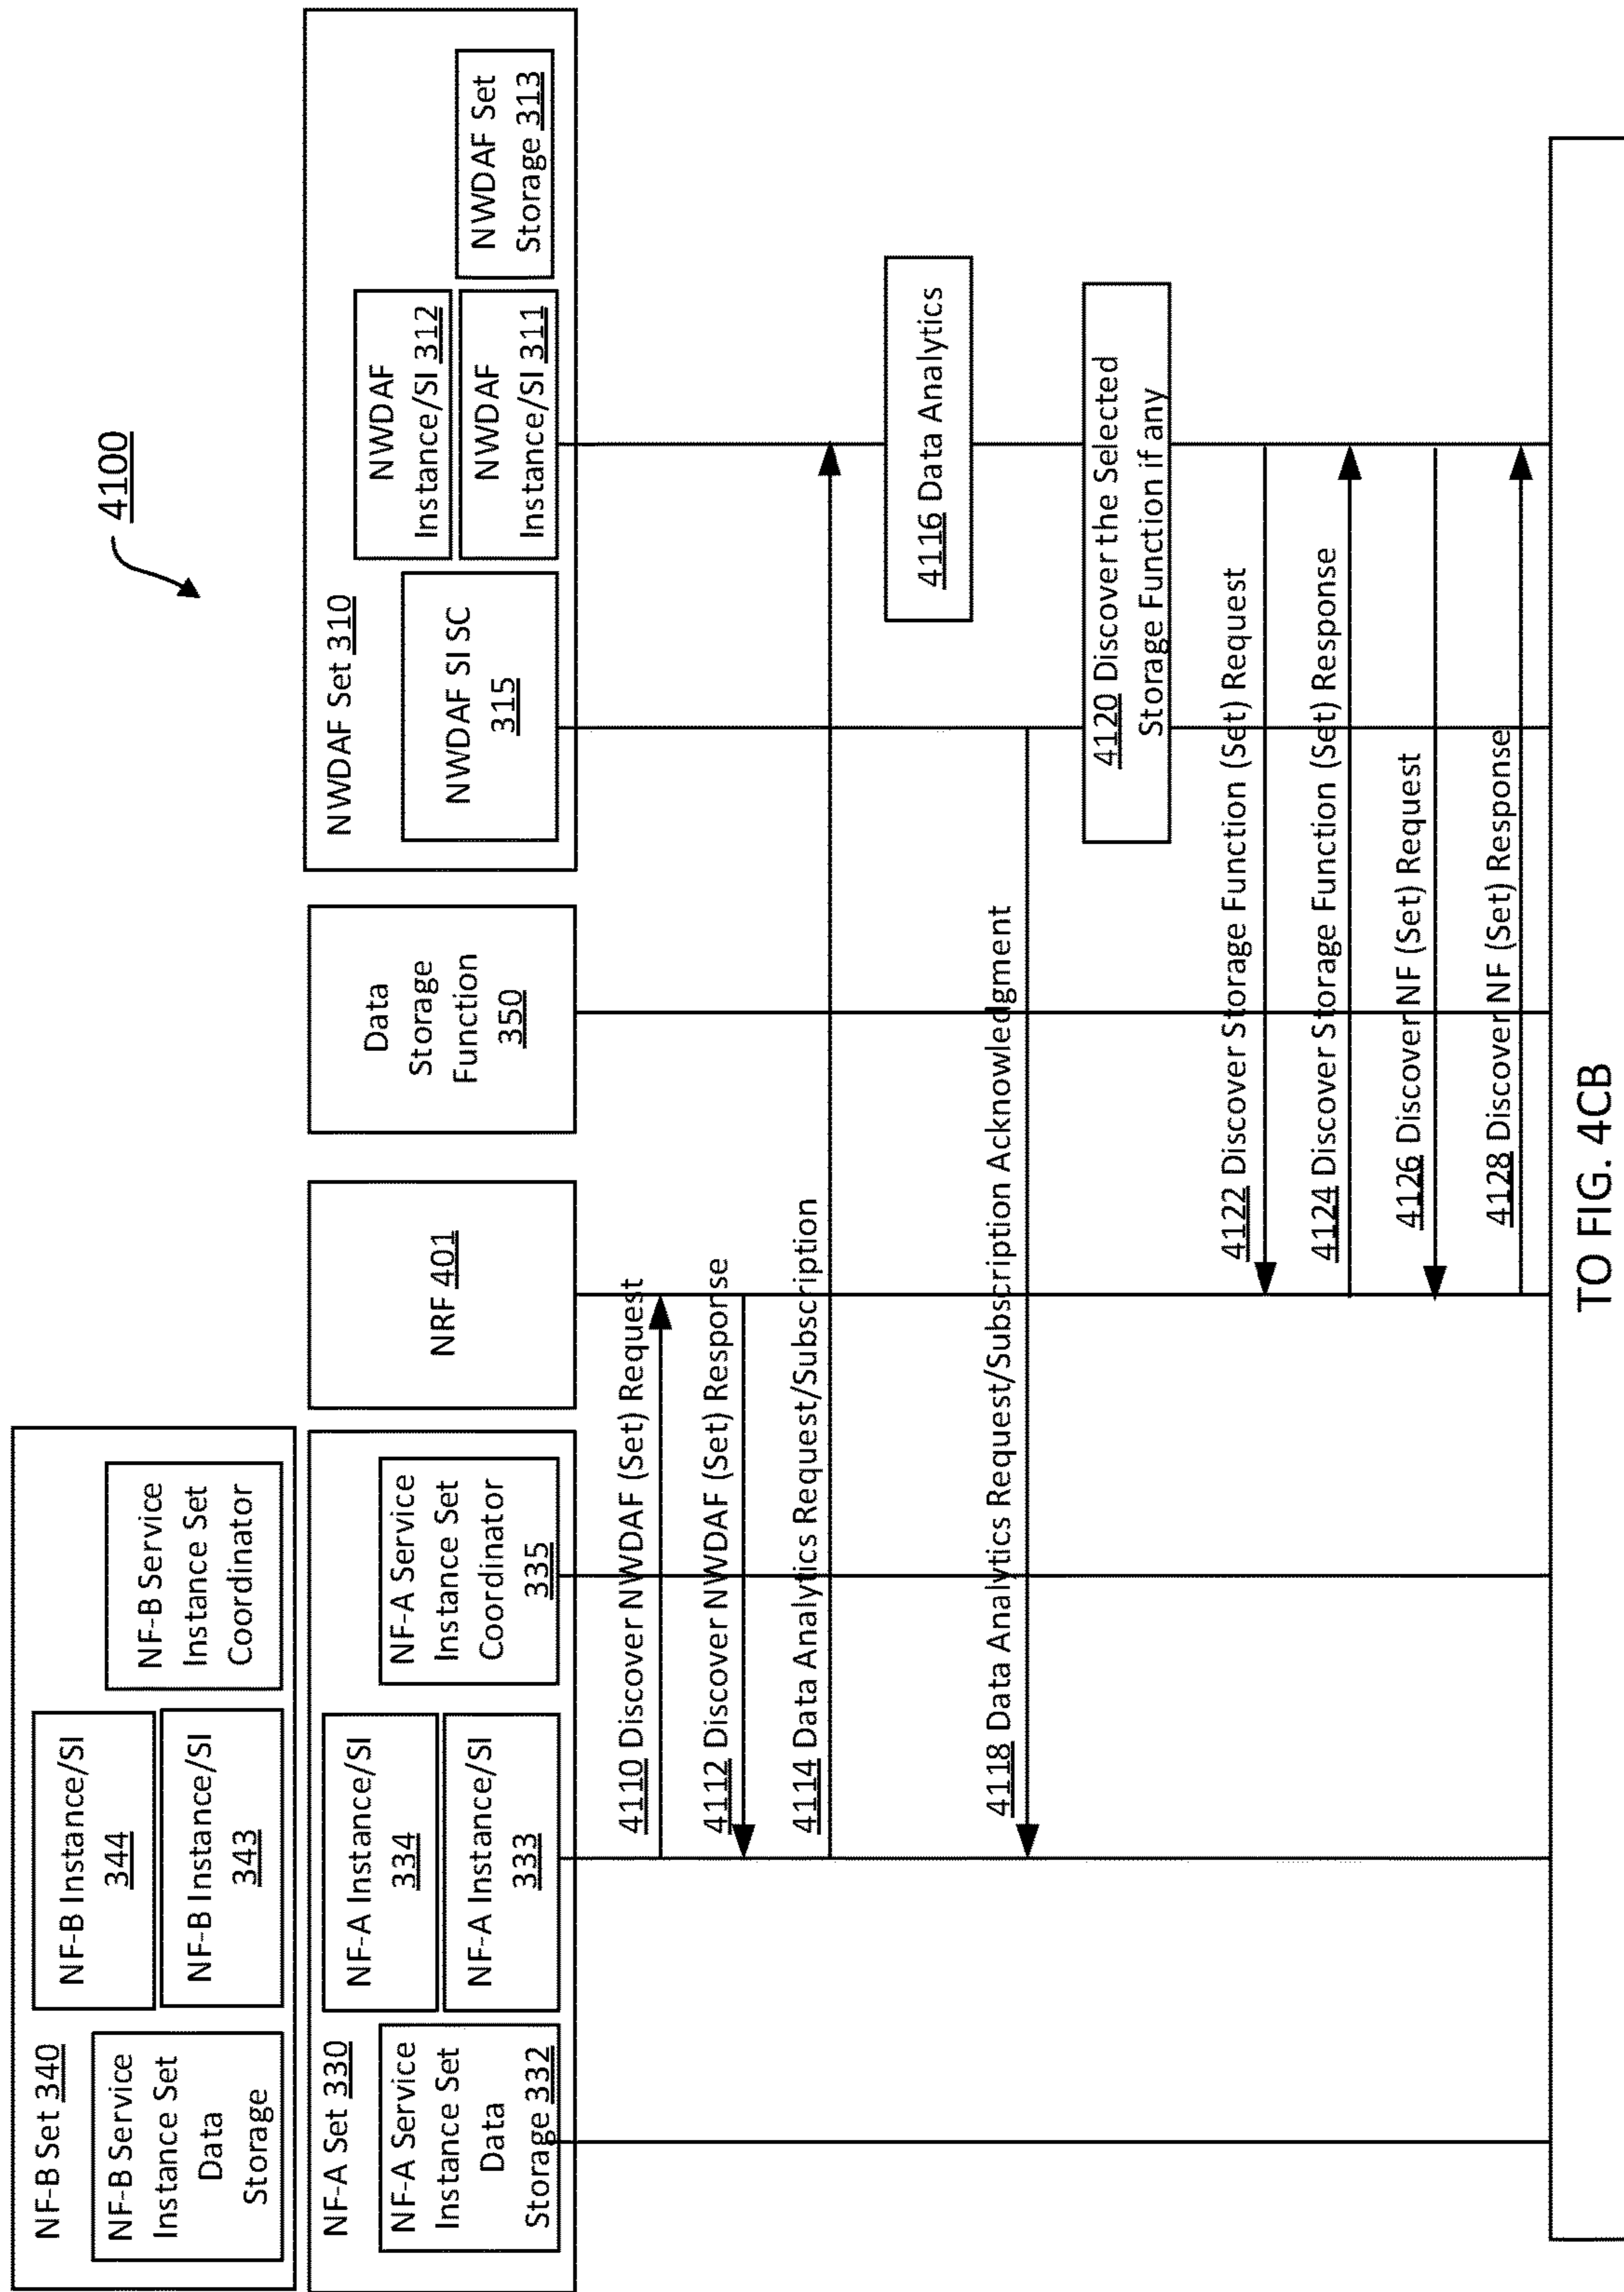 4100
NF-B Set 340
NF-B Service
Instance Set
Data
Storage
NF-B Instance/SI
344
NF-B Instance/SI
343
NF-B Service
Instance Set
Coordinator
NF-A Set 330
NF-A Service
Instance Set
Data
Storage 332
NF-A Instance/SI
334
NF-A Instance/SI
333
NF-A Service
Instance Set
Coordinator
335
NRF 401
Data
Storage
Function
350
NWDAF Set 310
NWDAF SI SC
315
NWDAF
Instance/SI 312
NWDAF
Instance/SI 311
NWDAF Set
Storage 313
4110 Discover NWDAF (Set) Request
4112 Discover NWDAF (Set) Response
4114 Data Analytics Request/Subscription
4116 Data Analytics
4118 Data Analytics Request/Subscription Acknowledgment
4120 Discover the Selected
Storage Function if any
4122 Discover Storage Function (Set) Request
4124 Discover Storage Function (Set) Response
4126 Discover NF (Set) Request
4128 Discover NF (Set) Response
TO FIG. 4CB